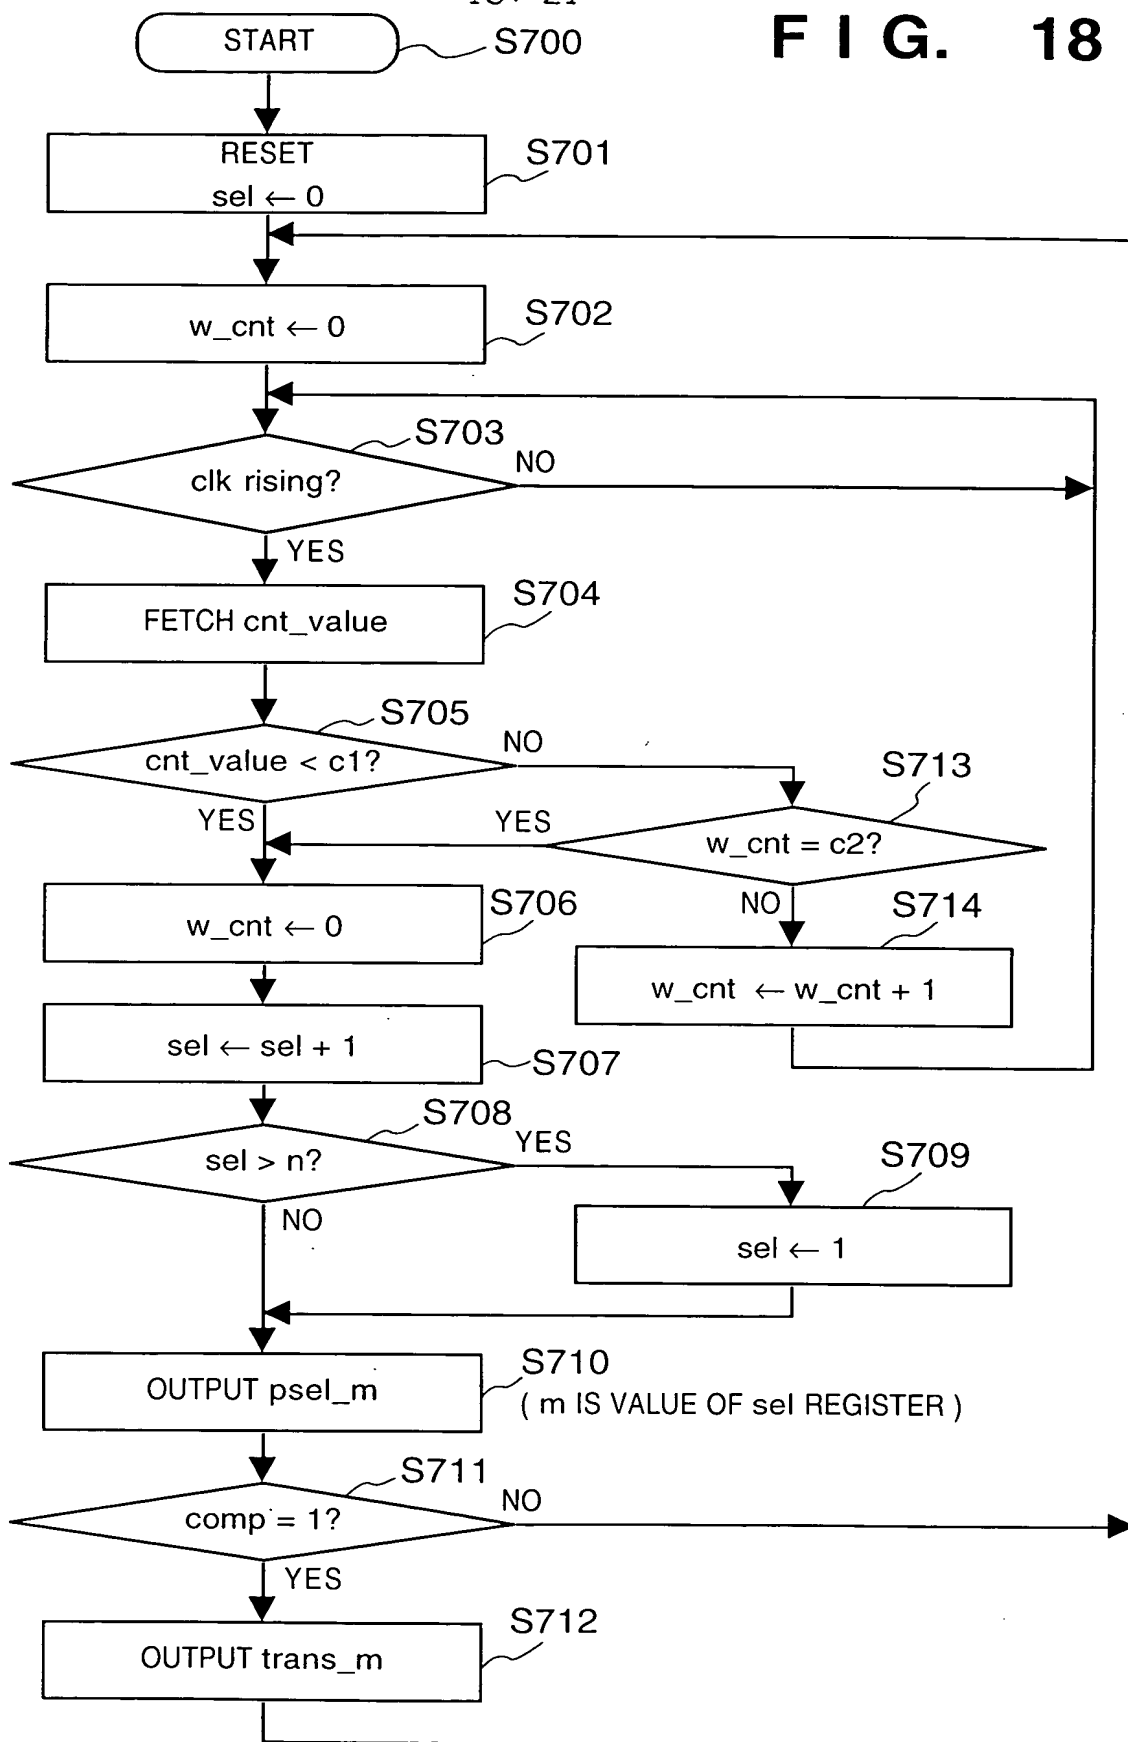 START
S700
FIG. 18
RESET
sel ← 0
S701
w_cnt ← 0
S702
clk rising?
S703
NO
YES
FETCH cnt_value
S704
cnt_value < c1?
S705
NO
YES
w_cnt = c2?
S713
YES
NO
w_cnt ← 0
S706
w_cnt ← w_cnt + 1
S714
sel ← sel + 1
S707
sel > n?
S708
YES
NO
sel ← 1
S709
OUTPUT psel_m
S710
( m IS VALUE OF sel REGISTER )
comp = 1?
S711
NO
YES
OUTPUT trans_m
S712